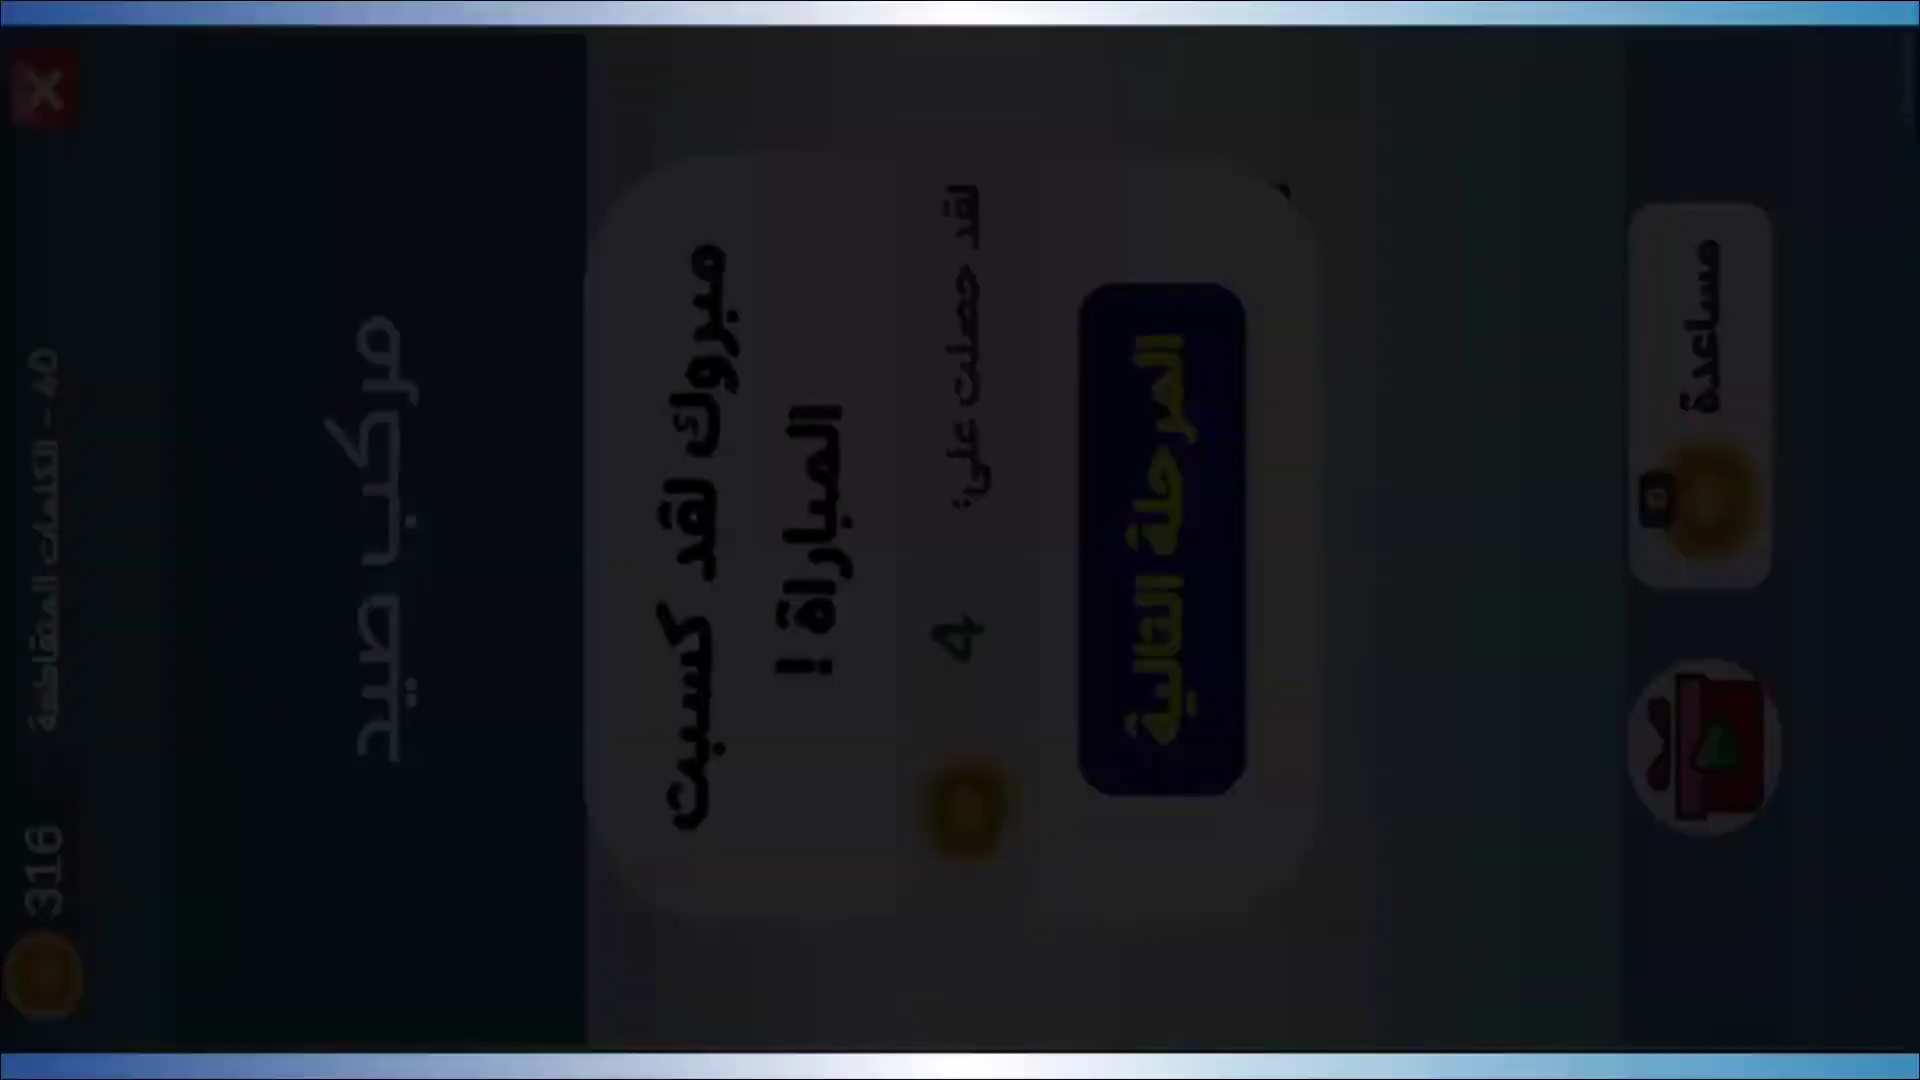 316
الكلمات المتقاطعة - 40
مركب صيد
مبروك لقد كسبت
المباراة !
لقد حصلت على: 4
المرحلة التالية
مساعدة